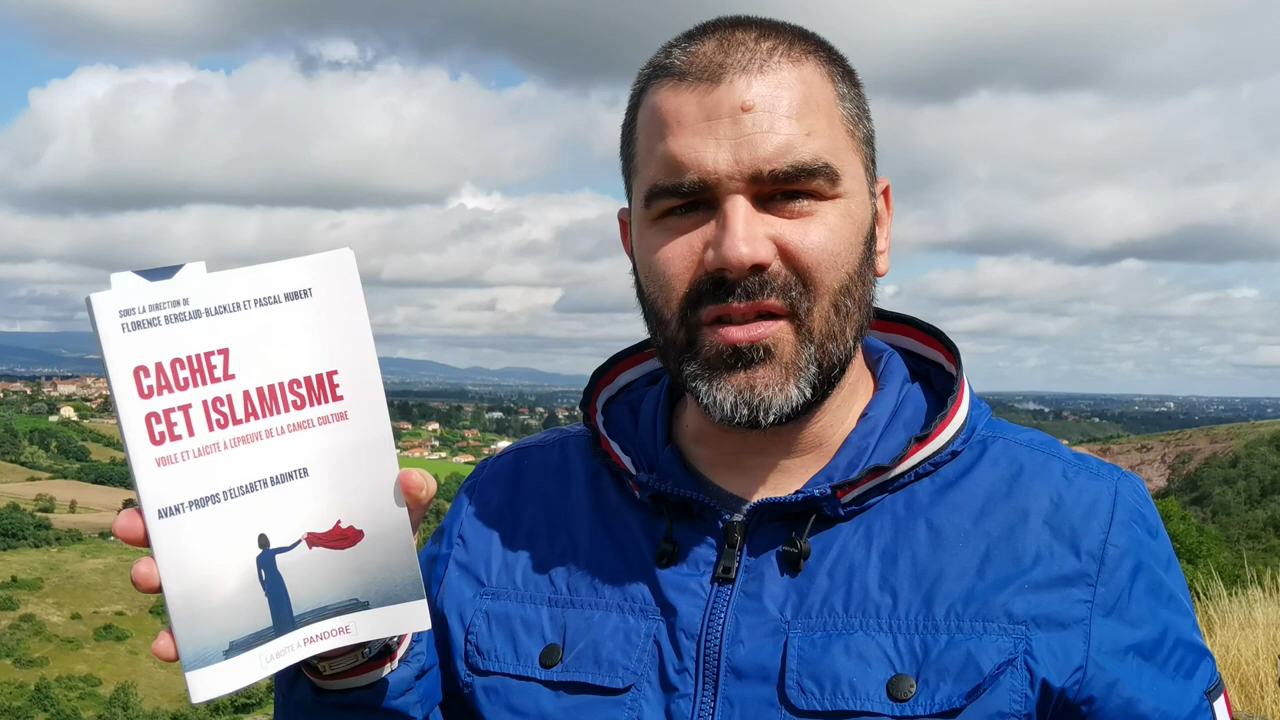 SOUS LA DIRECTION DE
FLORENCE BERGEAUD-BLACKLER ET PASCAL HUBERT
CACHEZ
CET ISLAMISME
VOILE ET LAÏCITÉ À L'ÉPREUVE DE LA CANCEL CULTURE
AVANT-PROPOS D'ÉLISABETH BADINTER
LA BOÎTE À PANDORE